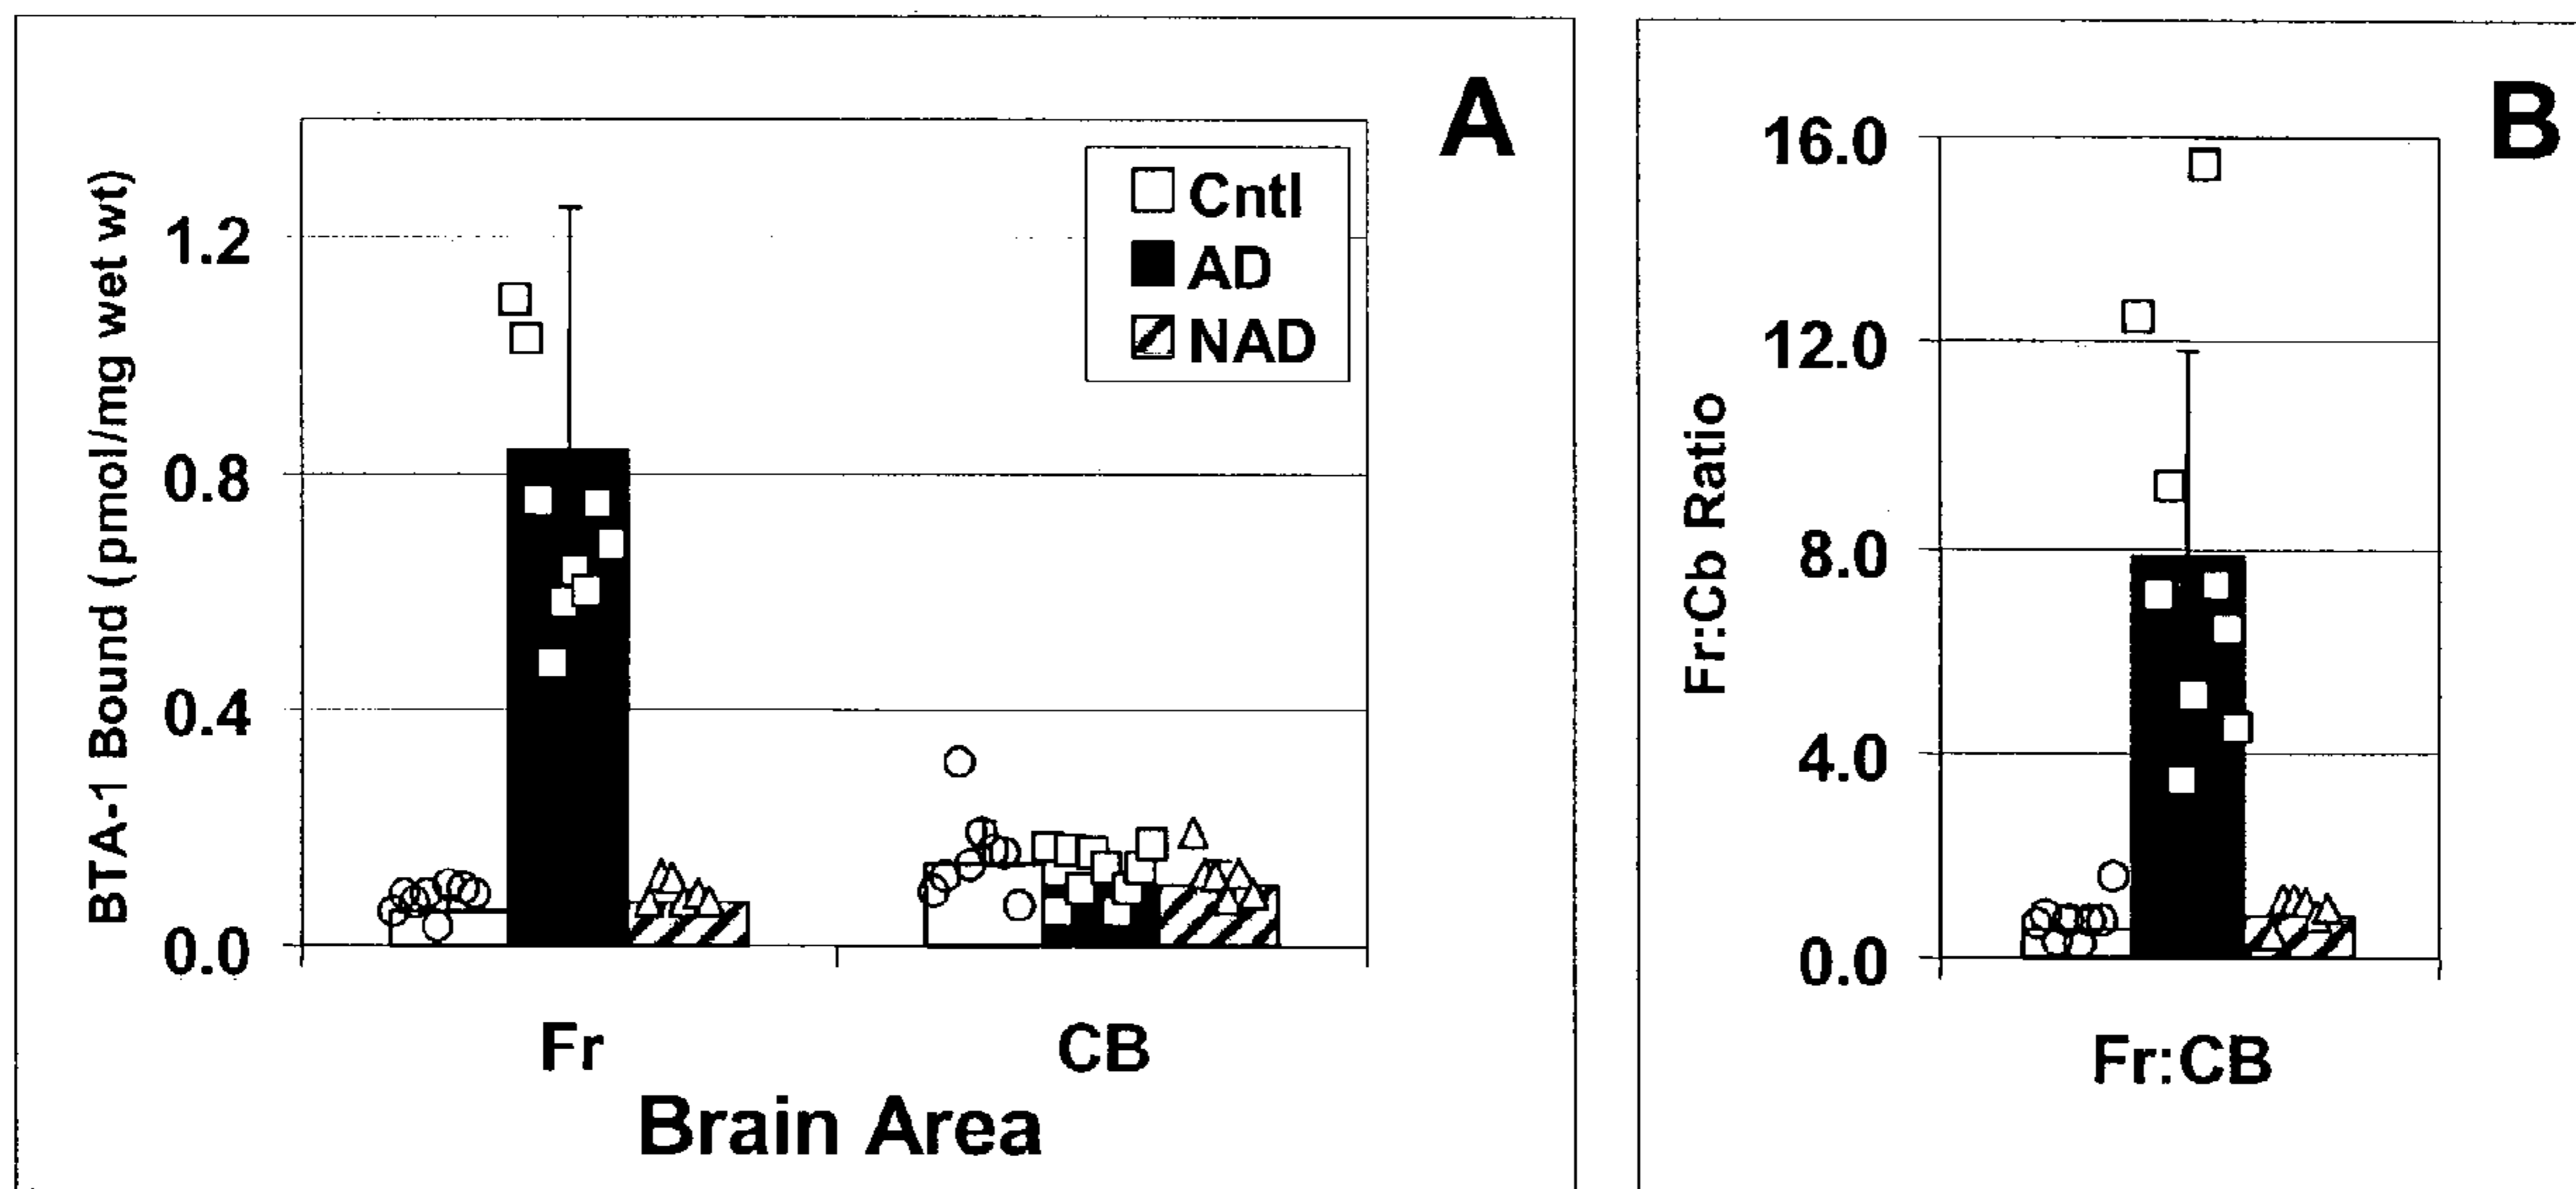 A
BTA-1 Bound (pmol/mg wet wt)
1.2
0.8
0.4
0.0
Cntl
AD
NAD
Fr CB
Brain Area
B
Fr:Cb Ratio
16.0
12.0
8.0
4.0
0.0
Fr:CB